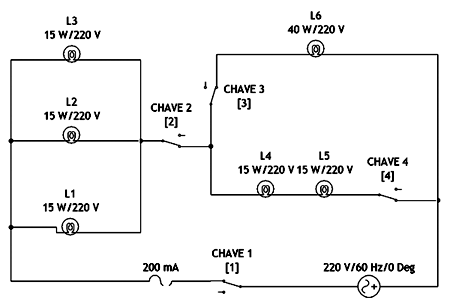 L6
40 W/220 V
L3
15 W/220 V
CHAVE 3
[3]
L2
15 W/220 V
CHAVE 2
[2]
L4
15 W/220 V
L5
15 W/220 V
CHAVE 4
[4]
L1
15 W/220 V
CHAVE 1
[1]
200 mA
220 V/60 Hz/0 Deg